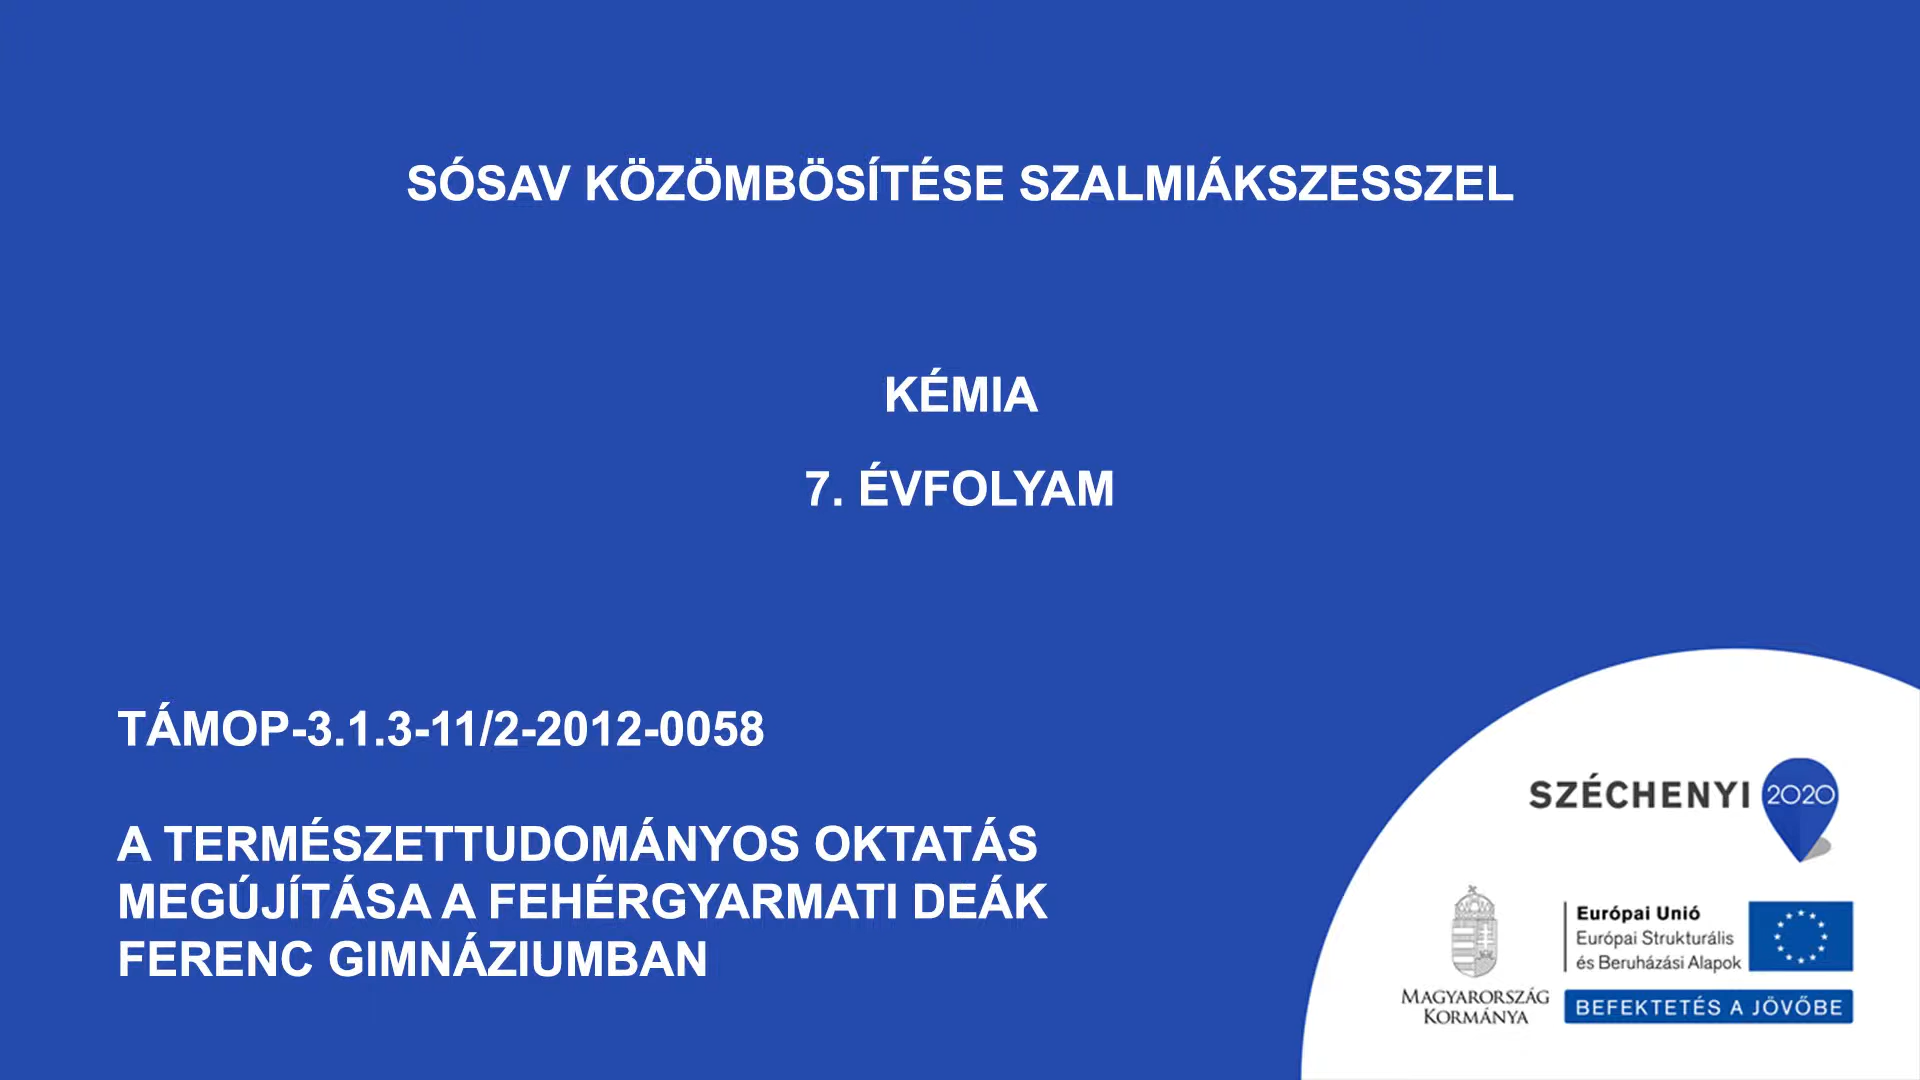 SÓSAV KÖZÖMBÖSÍTÉSE SZALMIÁKSZESSZEL
KÉMIA
7. ÉVFOLYAM
TÁMOP-3.1.3-11/2-2012-0058
A TERMÉSZETTUDOMÁNYOS OKTATÁS
MEGÚJÍTÁSA A FEHÉRGYARMATI DEÁK
FERENC GIMNÁZIUMBAN
SZÉCHENYI 2020
MAGYARORSZÁG
KORMÁNYA
Európai Unió
Európai Strukturális
és Beruházási Alapok
BEFEKTETÉS A JÖVŐBE